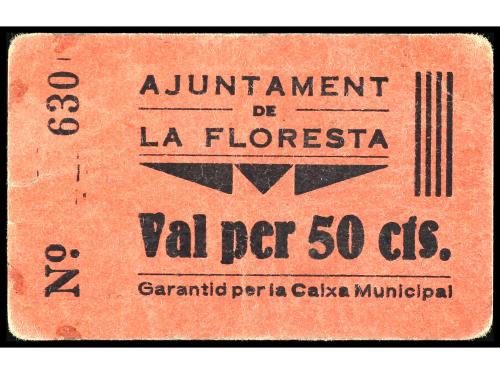 Nº 630
AJUNTAMENT
DE
LA FLORESTA
Val per 50 cts.
Garantid per la Caixa Municipal